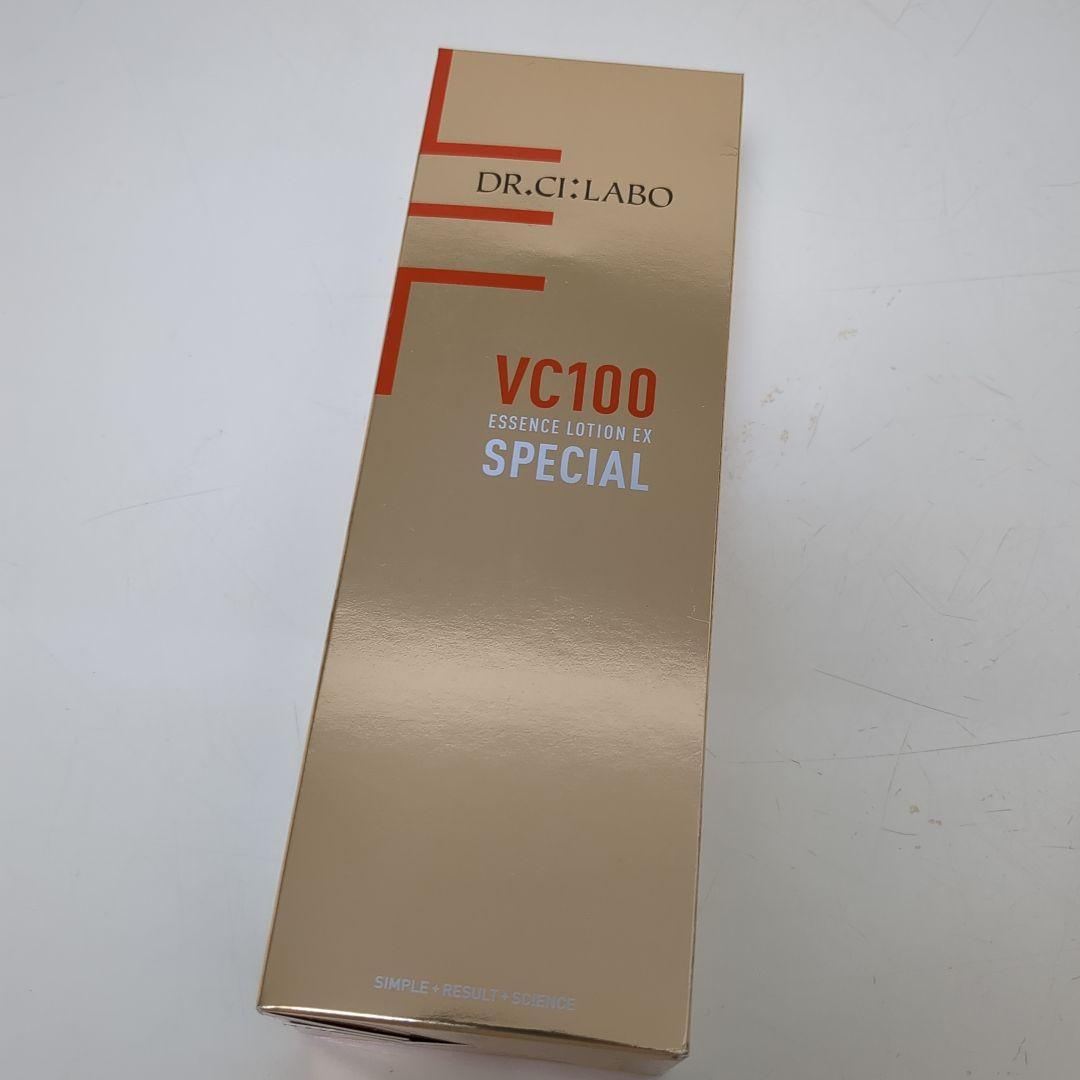 DR.CI:LABO
VC100
ESSENCE LOTION EX
SPECIAL
SIMPLE+RESULT+SCIENCE